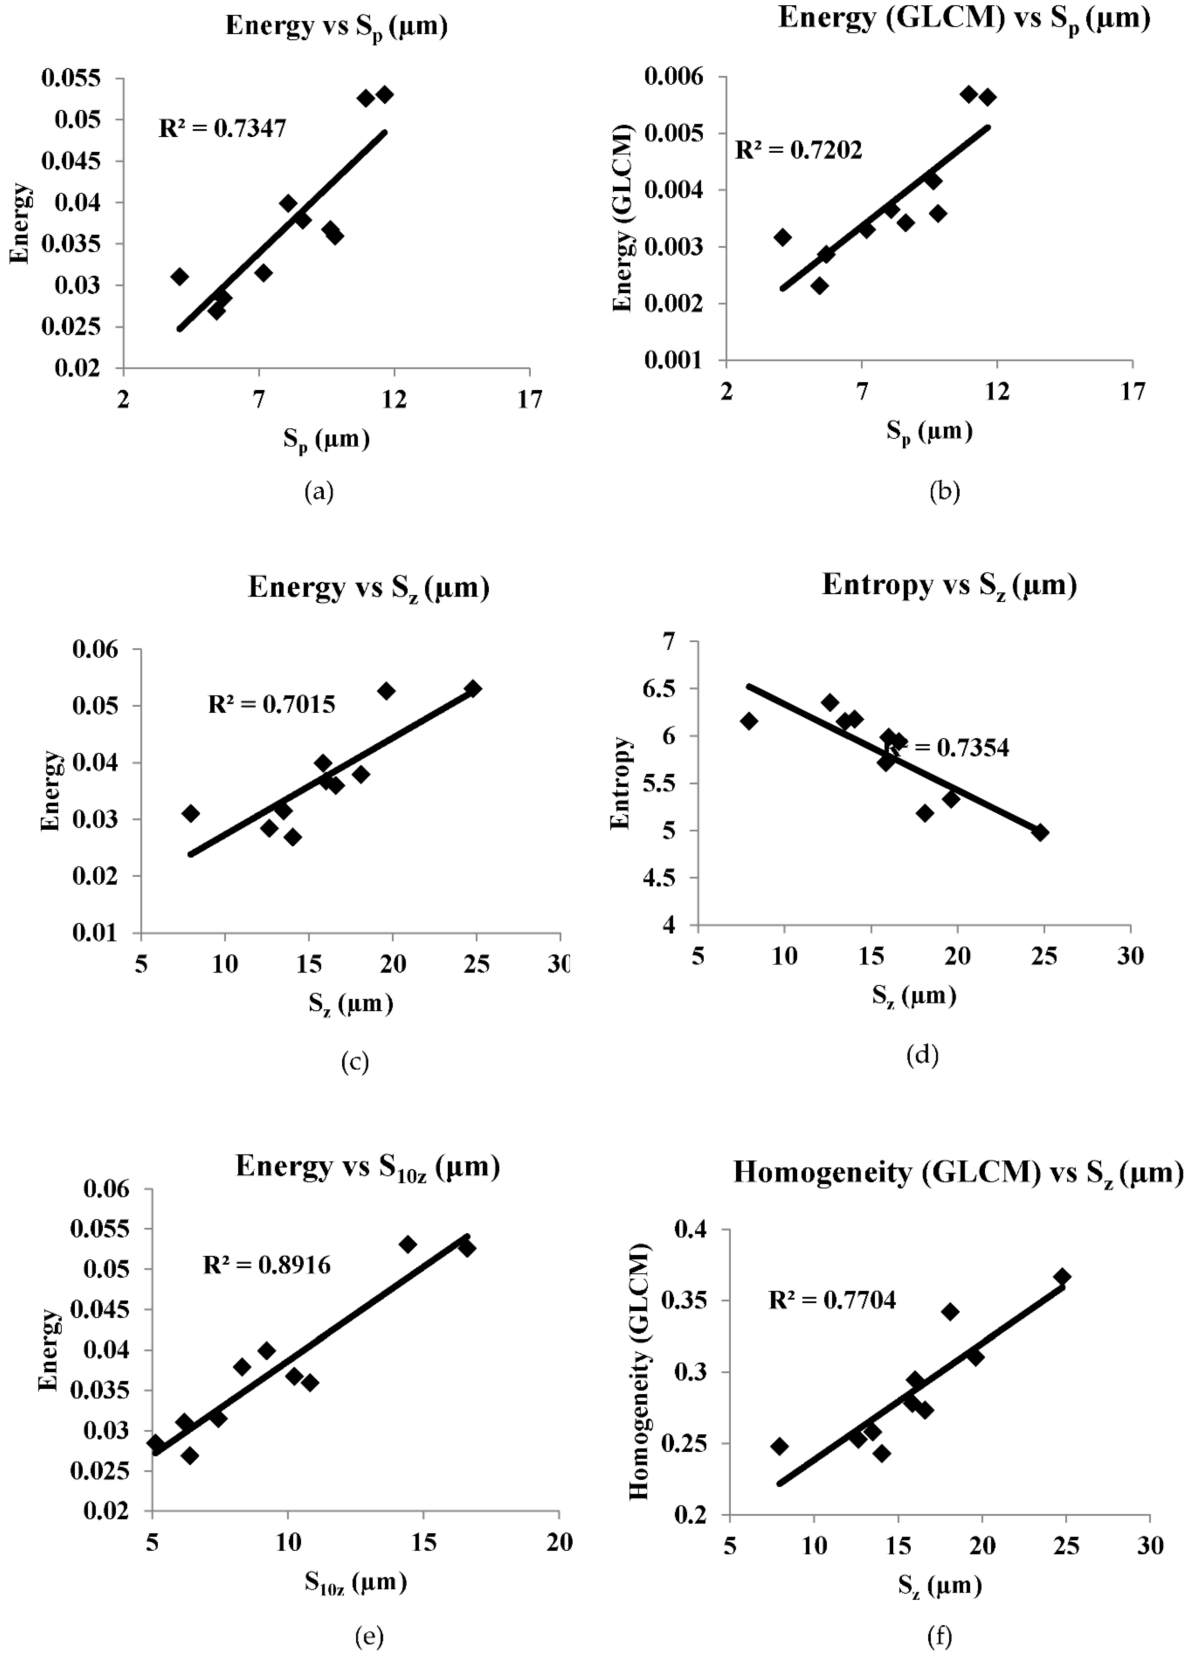 Energy vs Sp (µm)
0.055
0.05
0.045
0.04
0.035
0.03
0.025
0.02
R² = 0.7347
Energy
2 7 12 17
Sp (µm)
(a)
Energy (GLCM) vs Sp (µm)
0.006
0.005
0.004
0.003
0.002
0.001
R² = 0.7202
Energy (GLCM)
2 7 12 17
Sp (µm)
(b)
Energy vs Sz (µm)
0.06
0.05
0.04
0.03
0.02
0.01
R² = 0.7015
Energy
5 10 15 20 25 30
Sz (µm)
(c)
Entropy vs Sz (µm)
7
6.5
6
5.5
5
4.5
4
= 0.7354
Entropy
5 10 15 20 25 30
Sz (µm)
(d)
Energy vs S10z (µm)
0.06
0.055
0.05
0.045
0.04
0.035
0.03
0.025
0.02
R² = 0.8916
Energy
5 10 15 20
S10z (µm)
(e)
Homogeneity (GLCM) vs Sz (µm)
0.4
0.35
0.3
0.25
0.2
R² = 0.7704
Homogeneity (GLCM)
5 10 15 20 25 30
Sz (µm)
(f)